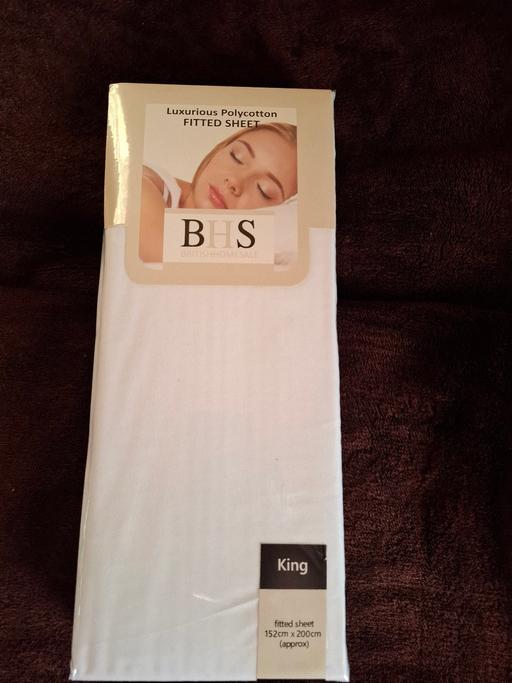 Luxurious Polycotton
FITTED SHEET
BHS
BRITISHHOMESALE
King
fitted sheet
152cm x 200cm
(approx)